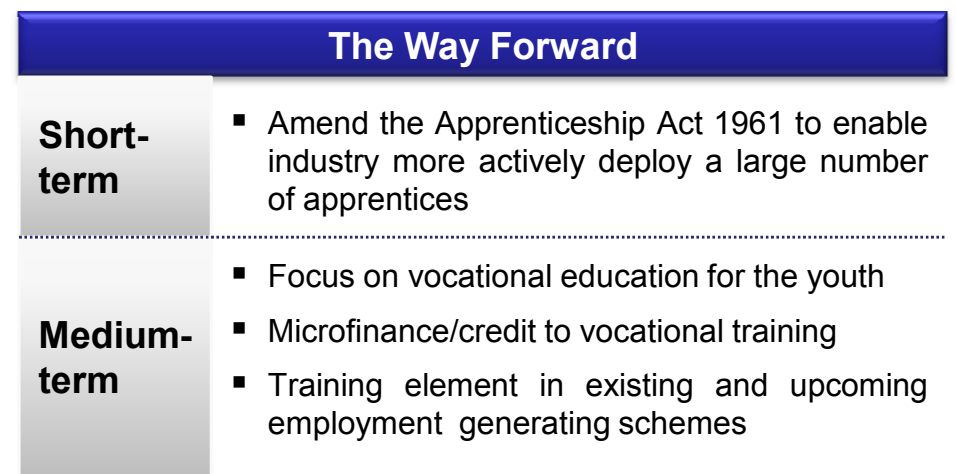 The Way Forward
Short-
term
▪ Amend the Apprenticeship Act 1961 to enable
industry more actively deploy a large number
of apprentices
Medium-
term
▪ Focus on vocational education for the youth
▪ Microfinance/credit to vocational training
▪ Training element in existing and upcoming
employment generating schemes